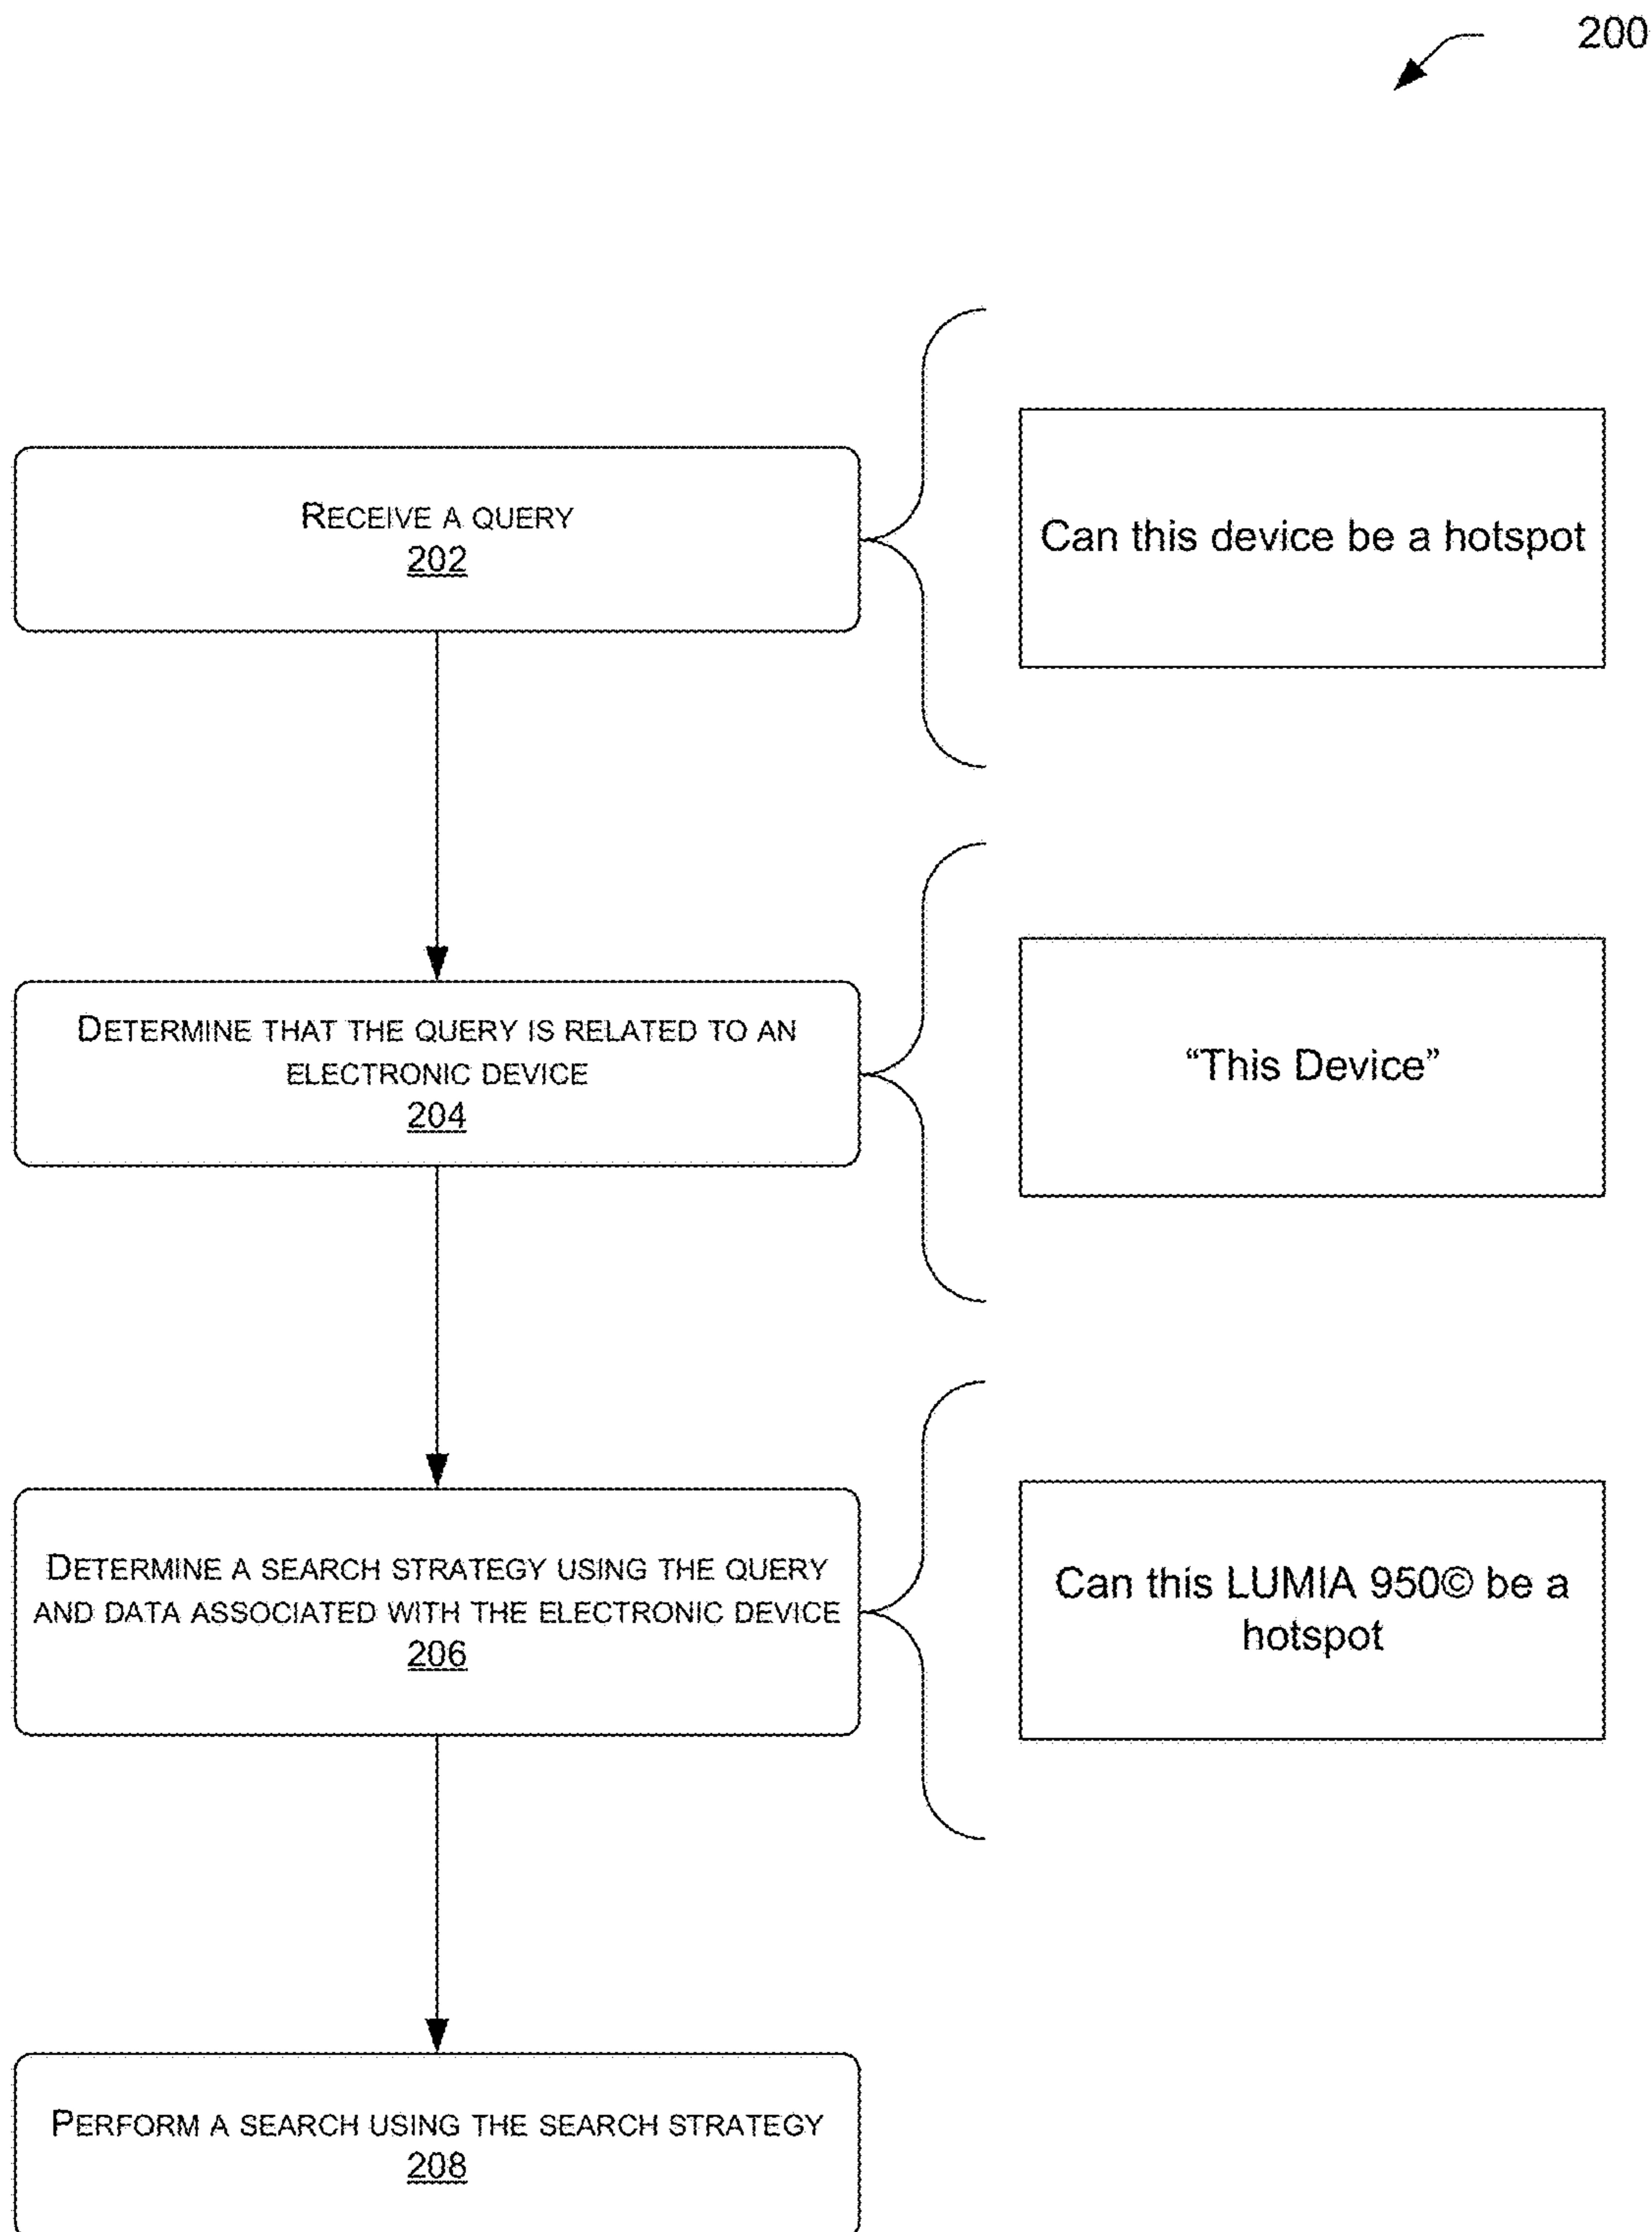 200
RECEIVE A QUERY
202
Can this device be a hotspot
DETERMINE THAT THE QUERY IS RELATED TO AN
ELECTRONIC DEVICE
204
“This Device”
DETERMINE A SEARCH STRATEGY USING THE QUERY
AND DATA ASSOCIATED WITH THE ELECTRONIC DEVICE
206
Can this LUMIA 950© be a
hotspot
PERFORM A SEARCH USING THE SEARCH STRATEGY
208